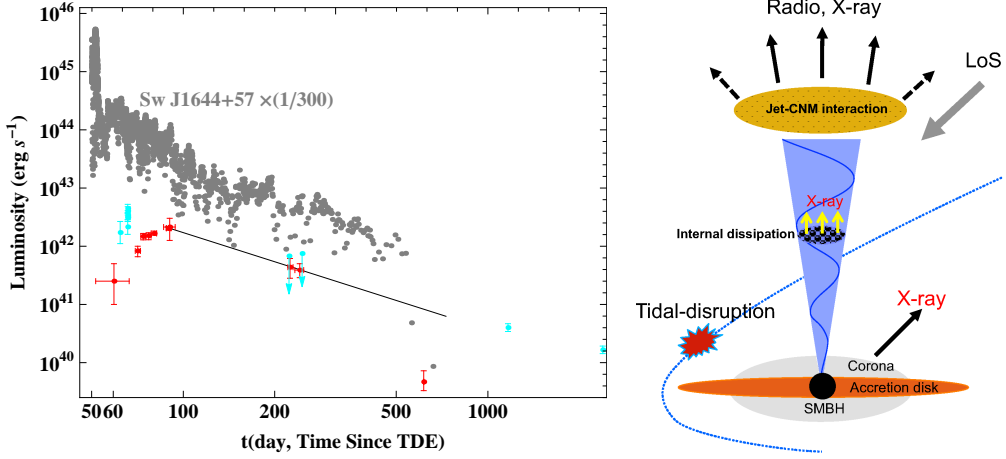 10^46
10^45
10^44
10^43
10^42
10^41
10^40
Luminosity (erg s^−1)
Sw J1644+57 ×(1/300)
50 60 100 200 500 1000
t(day, Time Since TDE)
Radio, X-ray
LoS
Jet-CNM interaction
X-ray
Internal dissipation
Tidal-disruption
X-ray
Corona
Accretion disk
SMBH